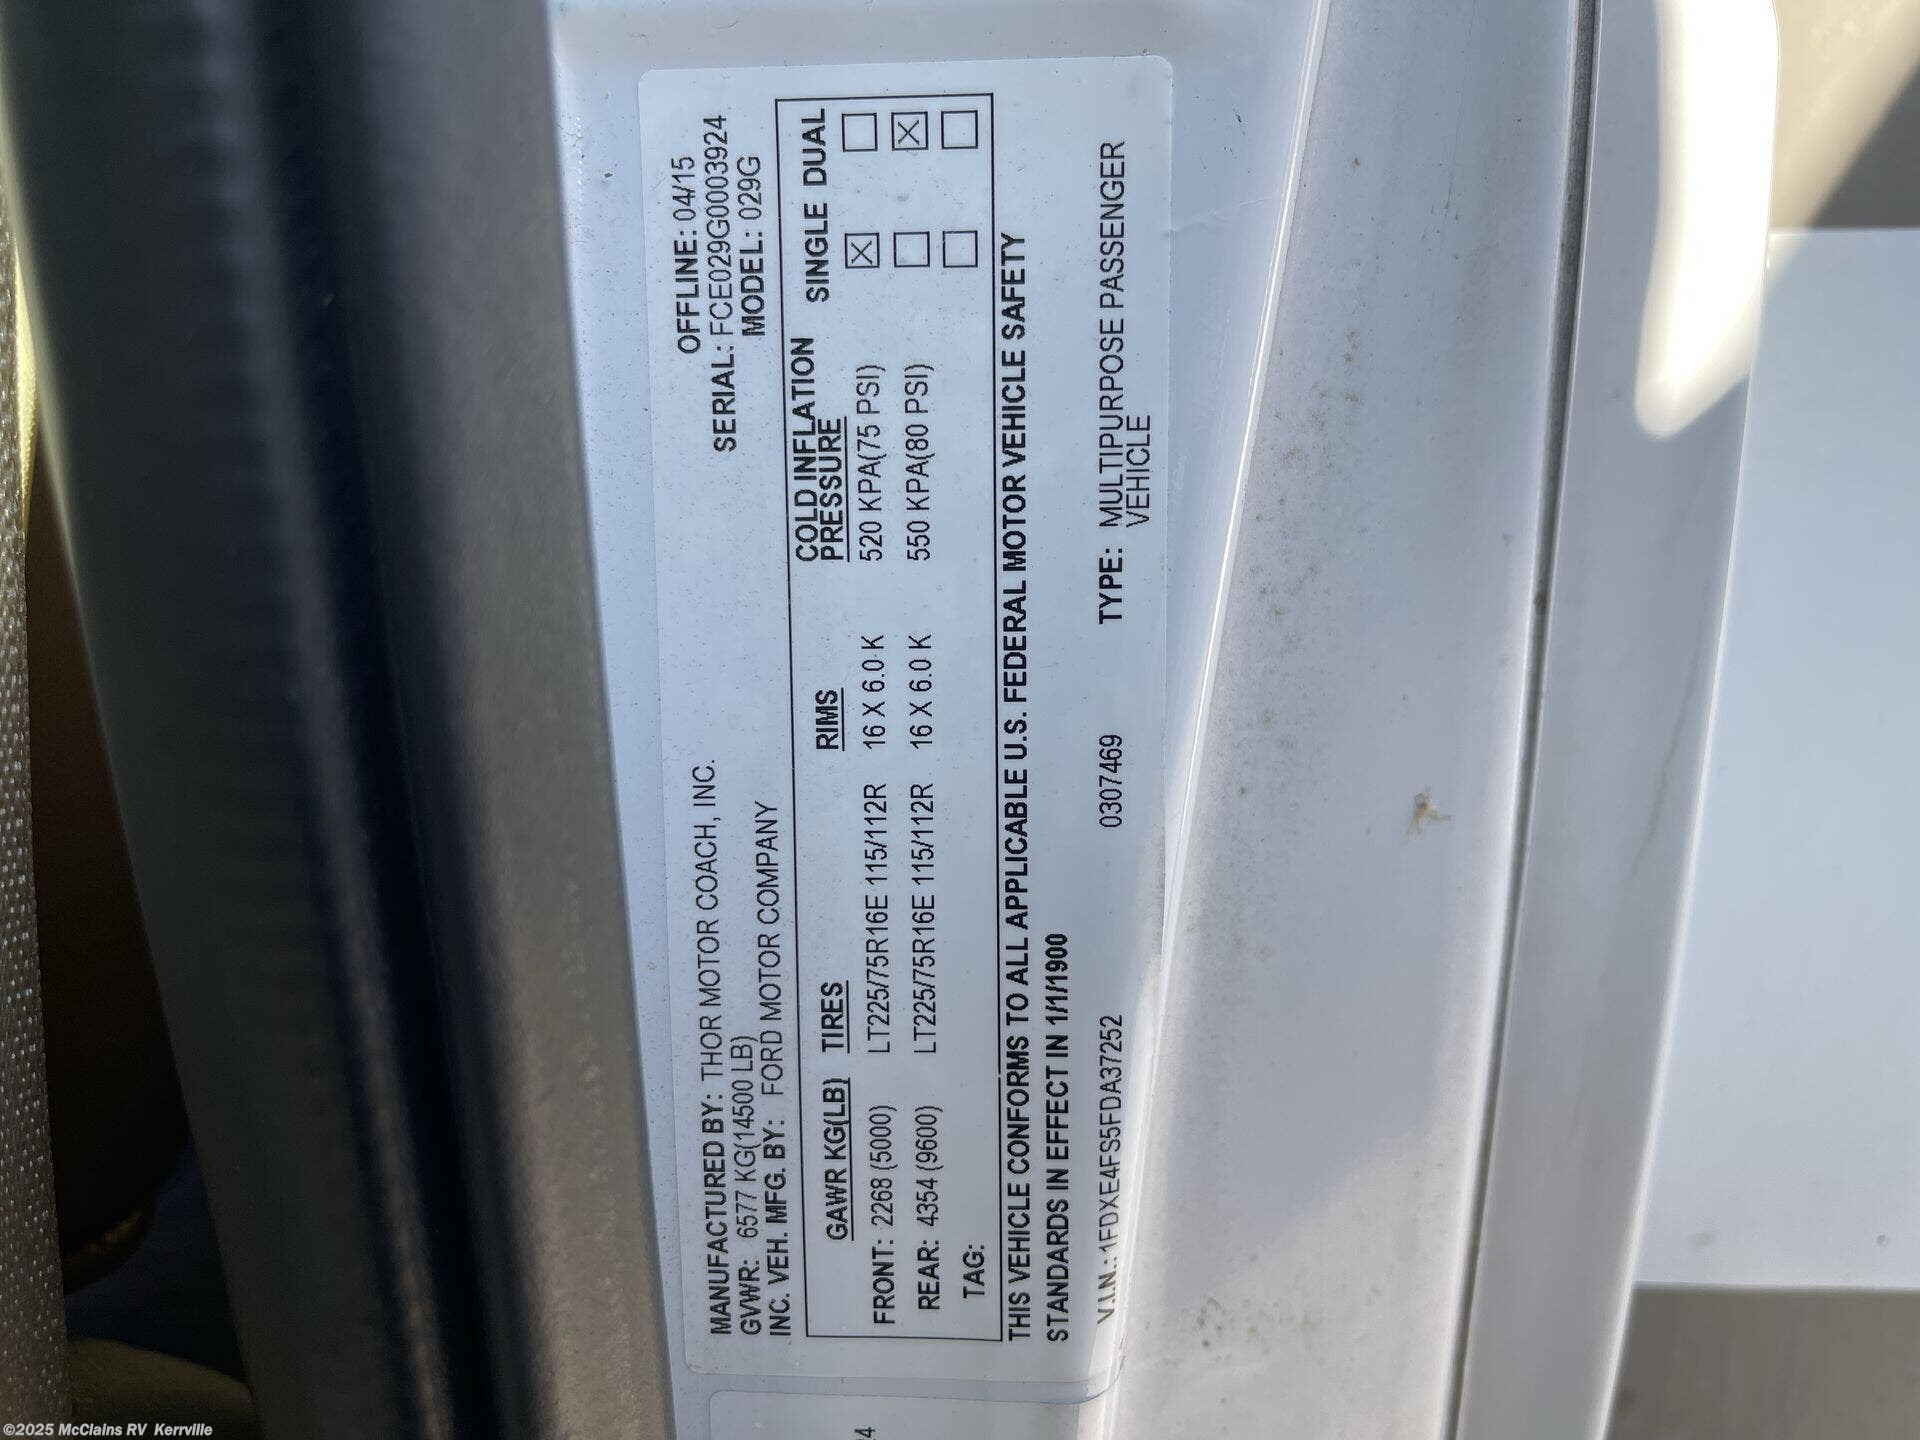 OFFLINE: 04/15
SERIAL: FCE029G0003924
MODEL: 029G
MANUFACTURED BY: THOR MOTOR COACH, INC.
GVWR: 6577 KG(14500 LB)
INC. VEH. MFG. BY: FORD MOTOR COMPANY
GAWR KG(LB) TIRES RIMS COLD INFLATION PRESSURE SINGLE DUAL
FRONT: 2268 (5000) LT225/75R16E 115/112R 16 X 6.0 K 520 KPA(75 PSI) ☒ ☐
REAR: 4354 (9600) LT225/75R16E 115/112R 16 X 6.0 K 550 KPA(80 PSI) ☐ ☒
TAG: ☐ ☐
THIS VEHICLE CONFORMS TO ALL APPLICABLE U.S. FEDERAL MOTOR VEHICLE SAFETY
STANDARDS IN EFFECT IN 1/1/1900
V.I.N.: 1FDXE4FS5FDA37252 0307469 TYPE: MULTIPURPOSE PASSENGER
VEHICLE
©2025 McClains RV Kerrville